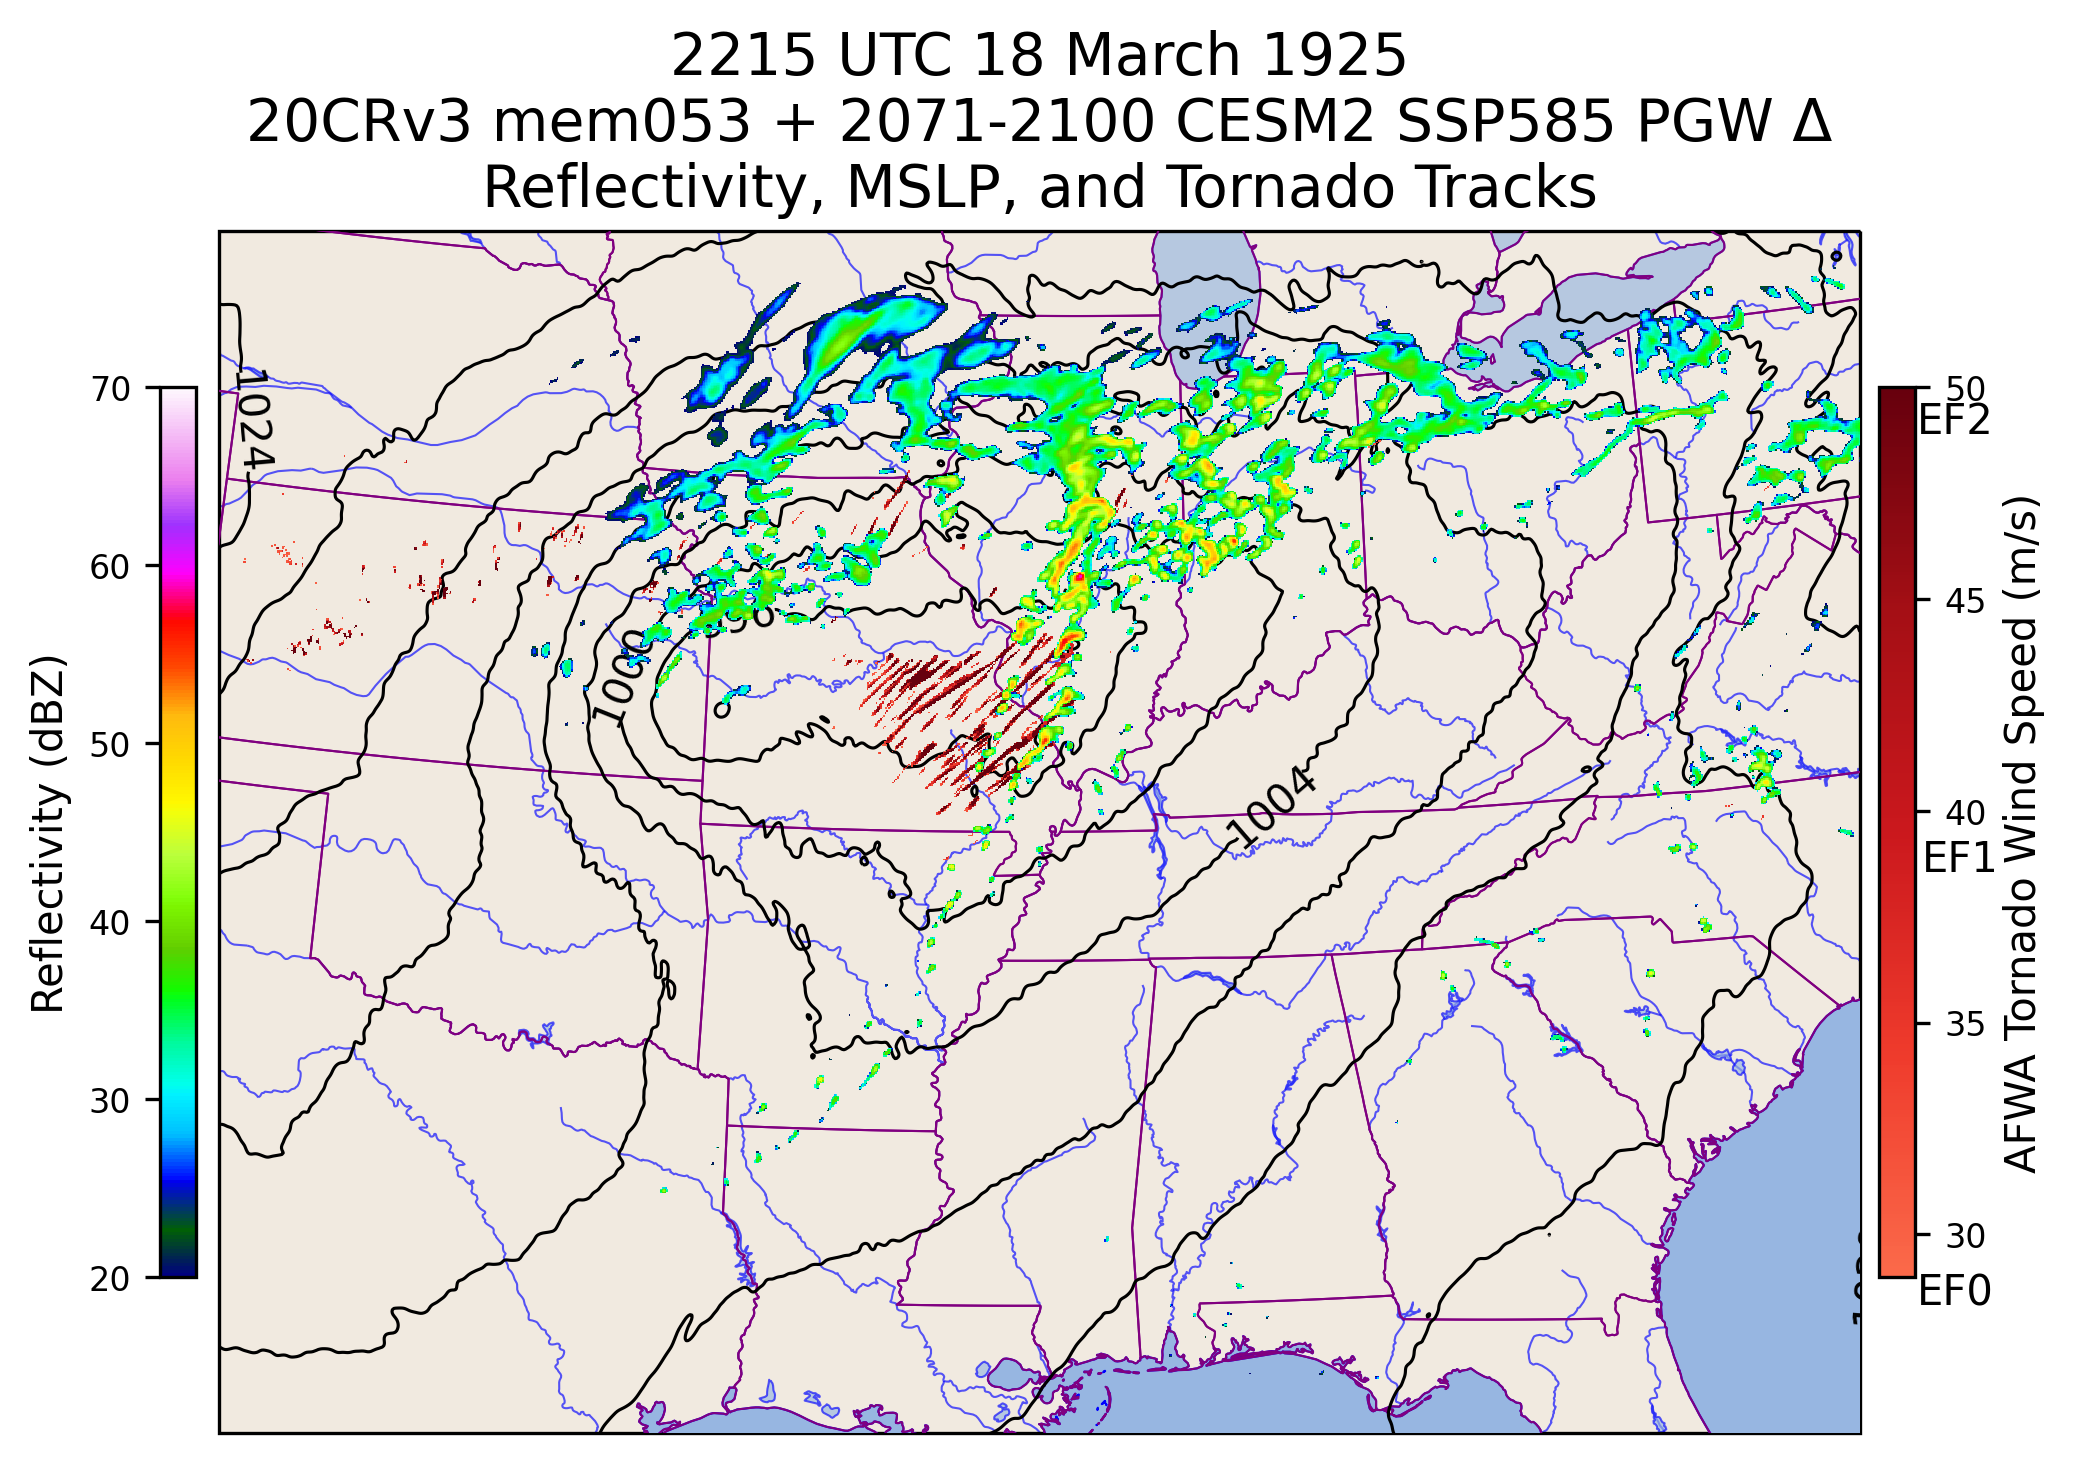 2215 UTC 18 March 1925
20CRv3 mem053 + 2071-2100 CESM2 SSP585 PGW Δ
Reflectivity, MSLP, and Tornado Tracks
70
60
50
40
30
20
Reflectivity (dBZ)
1024
1000
1004
50
EF2
45
40
EF1
35
30
EF0
AFWA Tornado Wind Speed (m/s)